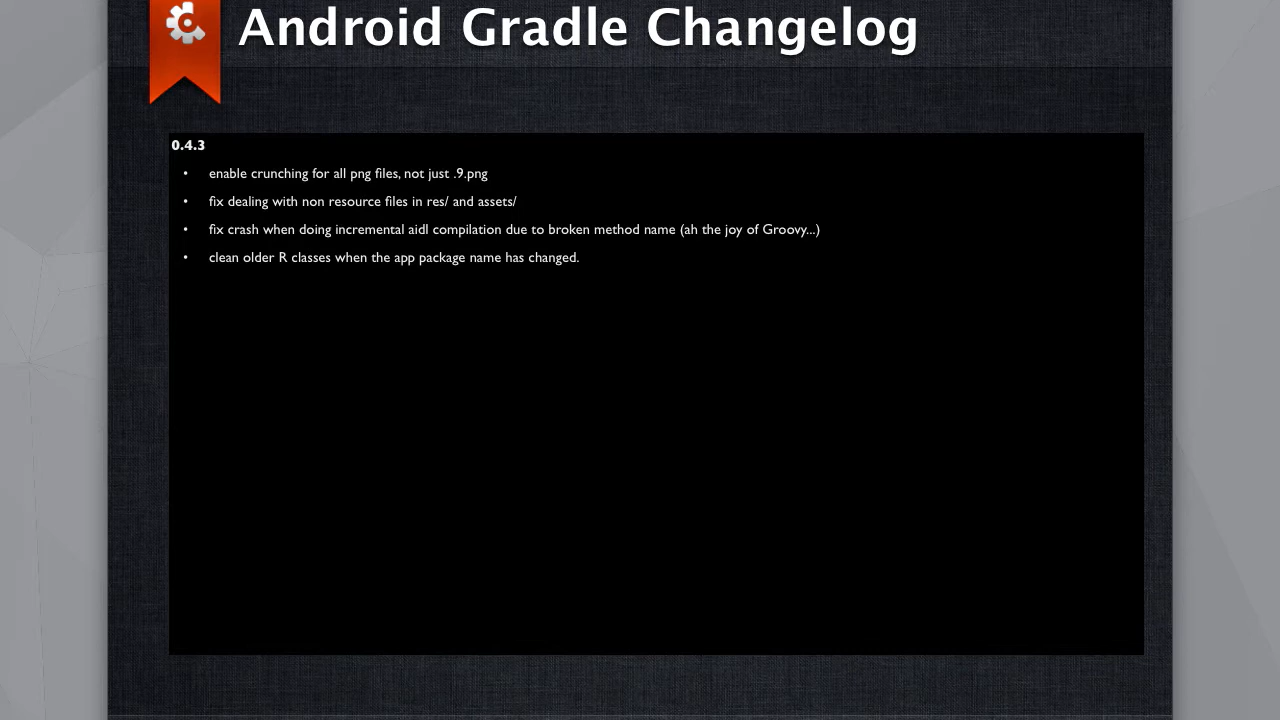 Android Gradle Changelog
0.4.3
• enable crunching for all png files, not just .9.png
• fix dealing with non resource files in res/ and assets/
• fix crash when doing incremental aidl compilation due to broken method name (ah the joy of Groovy...)
• clean older R classes when the app package name has changed.